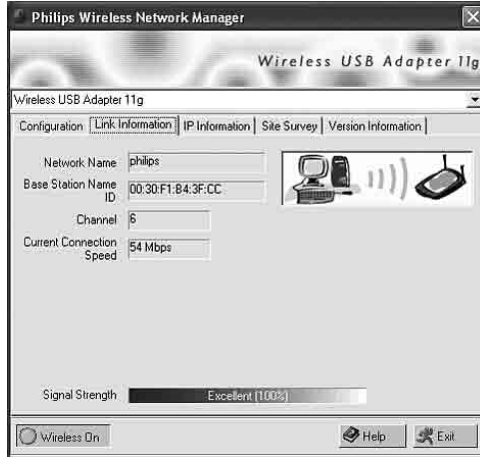 Philips Wireless Network Manager
Wireless USB Adapter 11g
Wireless USB Adapter 11g
Configuration Link Information IP Information Site Survey Version Information
Network Name philips
Base Station Name ID 00:30:F1:B4:3F:CC
Channel 6
Current Connection Speed 54 Mbps
Signal Strength Excellent (100%)
Wireless On Help Exit